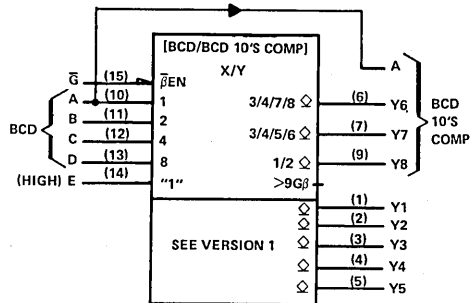 [BCD/BCD 10'S COMP]
X/Y
G̅ (15) β̅EN
A (10) 1
B (11) 2
C (12) 4
D (13) 8
(HIGH) E (14) "1"
BCD
A
3/4/7/8 (6) Y6
3/4/5/6 (7) Y7
1/2 (9) Y8
>9Gβ
BCD
10'S
COMP
SEE VERSION 1
(1) Y1
(2) Y2
(3) Y3
(4) Y4
(5) Y5